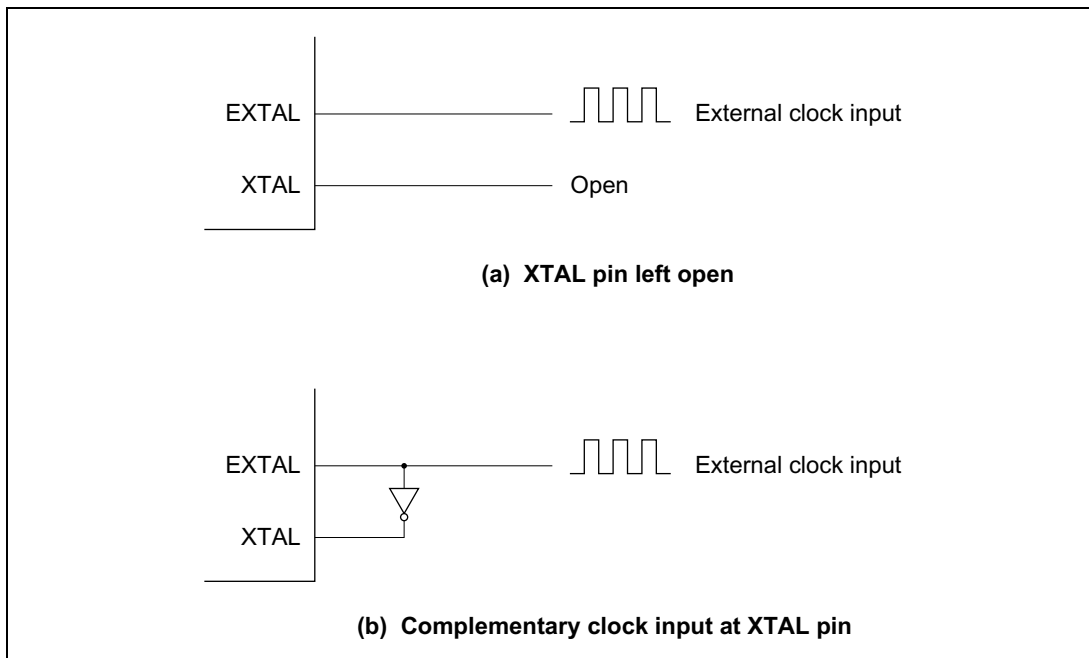 EXTAL External clock input
XTAL Open
(a) XTAL pin left open
EXTAL External clock input
XTAL
(b) Complementary clock input at XTAL pin